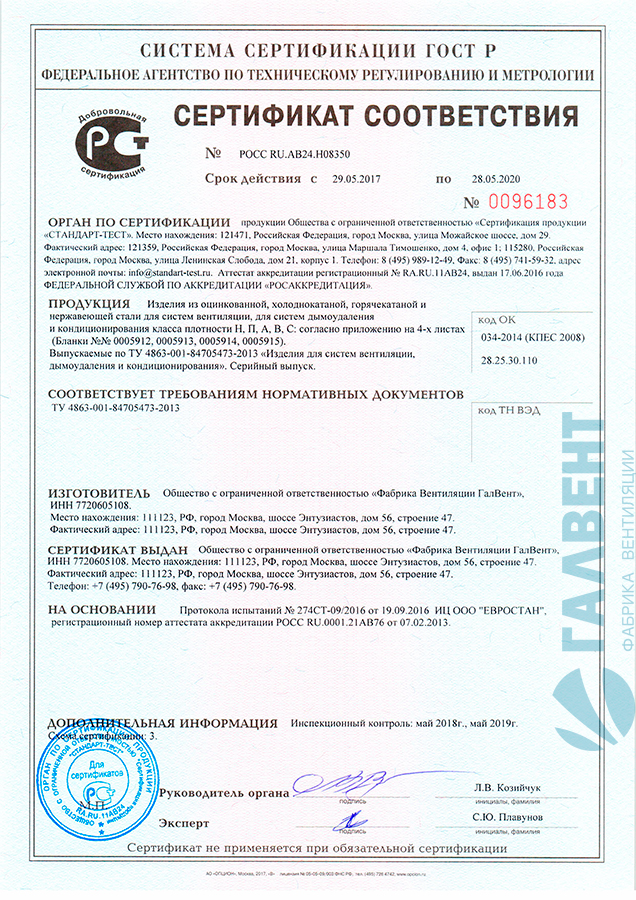 СИСТЕМА СЕРТИФИКАЦИИ ГОСТ Р
ФЕДЕРАЛЬНОЕ АГЕНТСТВО ПО ТЕХНИЧЕСКОМУ РЕГУЛИРОВАНИЮ И МЕТРОЛОГИИ
Добровольная
сертификация
СЕРТИФИКАТ СООТВЕТСТВИЯ
№ РОСС RU.АВ24.Н08350
Срок действия с 29.05.2017 по 28.05.2020
№ 0096183
ОРГАН ПО СЕРТИФИКАЦИИ продукции Общества с ограниченной ответственностью «Сертификация продукции
«СТАНДАРТ-ТЕСТ». Место нахождения: 121471, Российская Федерация, город Москва, улица Можайское шоссе, дом 29.
Фактический адрес: 121359, Российская Федерация, город Москва, улица Маршала Тимошенко, дом 4, офис 1; 115280, Российская
Федерация, город Москва, улица Ленинская Слобода, дом 21, корпус 1. Телефон: 8 (495) 989-12-49, Факс: 8 (495) 741-59-32, адрес
электронной почты: info@standart-test.ru. Аттестат аккредитации регистрационный № RA.RU.11АВ24, выдан 17.06.2016 года
ФЕДЕРАЛЬНОЙ СЛУЖБОЙ ПО АККРЕДИТАЦИИ «РОСАККРЕДИТАЦИЯ».
ПРОДУКЦИЯ Изделия из оцинкованной, холоднокатаной, горячекатаной и
нержавеющей стали для систем вентиляции, для систем дымоудаления
и кондиционирования класса плотности Н, П, А, В, С: согласно приложению на 4-х листах
(Бланки №№ 0005912, 0005913, 0005914, 0005915).
Выпускаемые по ТУ 4863-001-84705473-2013 «Изделия для систем вентиляции,
дымоудаления и кондиционирования». Серийный выпуск.
код ОК
034-2014 (КПЕС 2008)
28.25.30.110
СООТВЕТСТВУЕТ ТРЕБОВАНИЯМ НОРМАТИВНЫХ ДОКУМЕНТОВ
ТУ 4863-001-84705473-2013
код ТН ВЭД
ИЗГОТОВИТЕЛЬ Общество с ограниченной ответственностью «Фабрика Вентиляции ГалВент»,
ИНН 7720605108.
Место нахождения: 111123, РФ, город Москва, шоссе Энтузиастов, дом 56, строение 47.
Фактический адрес: 111123, РФ, город Москва, шоссе Энтузиастов, дом 56, строение 47.
СЕРТИФИКАТ ВЫДАН Общество с ограниченной ответственностью «Фабрика Вентиляции ГалВент»,
ИНН 7720605108. Место нахождения: 111123, РФ, город Москва, шоссе Энтузиастов, дом 56, строение 47.
Фактический адрес: 111123, РФ, город Москва, шоссе Энтузиастов, дом 56, строение 47.
Телефон: +7 (495) 790-76-98, факс: +7 (495) 790-76-98.
НА ОСНОВАНИИ Протокола испытаний № 274СТ-09/2016 от 19.09.2016 ИЦ ООО "ЕВРОСТАН",
регистрационный номер аттестата аккредитации РОСС RU.0001.21АВ76 от 07.02.2013.
ДОПОЛНИТЕЛЬНАЯ ИНФОРМАЦИЯ Инспекционный контроль: май 2018г., май 2019г.
Схема сертификации: 3.
ОРГАН ПО СЕРТИФИКАЦИИ ПРОДУКЦИИ
"СТАНДАРТ-ТЕСТ"
Для
сертификатов
М.П.
RA.RU.11АВ24
Руководитель органа
подпись
Л.В. Козийчук
инициалы, фамилия
Эксперт
подпись
С.Ю. Плавунов
инициалы, фамилия
Сертификат не применяется при обязательной сертификации
ГАЛВЕНТ
ФАБРИКА ВЕНТИЛЯЦИИ